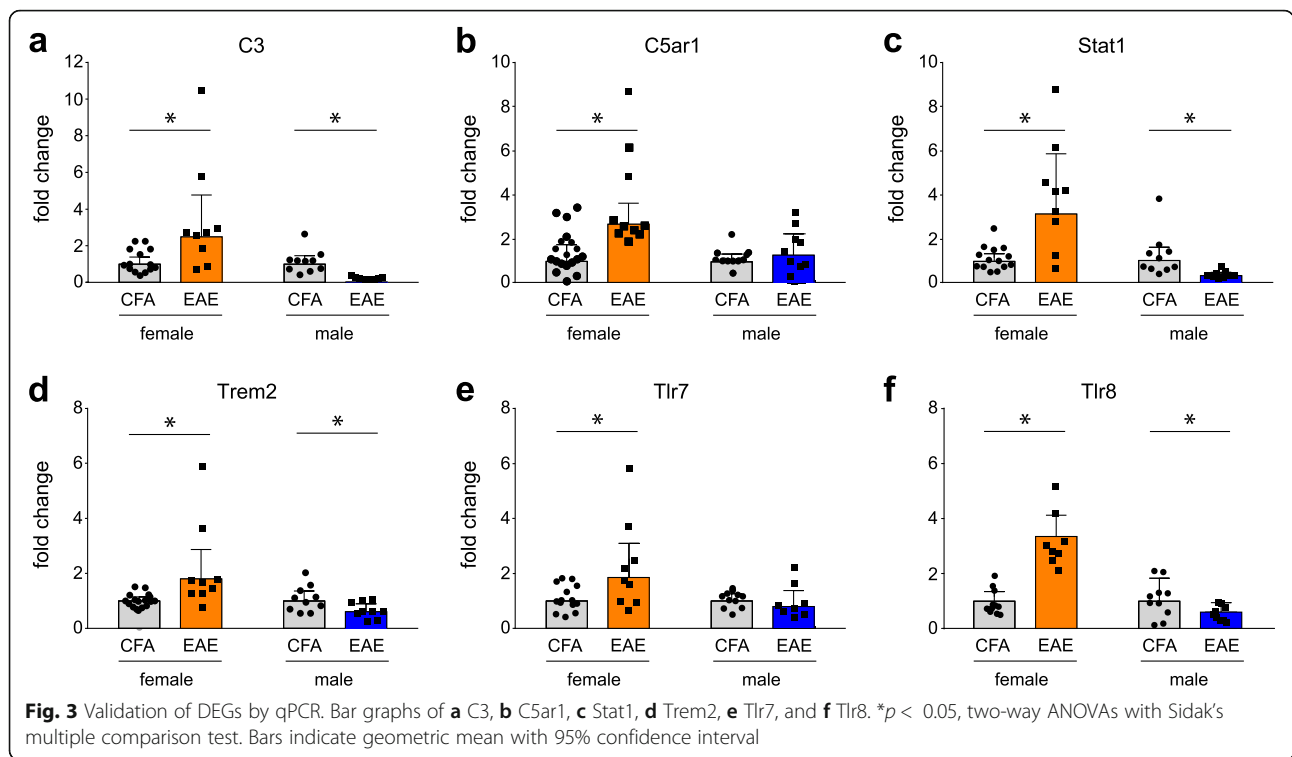 a
C3
fold change
12
10
8
6
4
2
0
*
*
CFA EAE CFA EAE
female male
b
C5ar1
fold change
10
8
6
4
2
0
*
CFA EAE CFA EAE
female male
c
Stat1
fold change
10
8
6
4
2
0
*
*
CFA EAE CFA EAE
female male
d
Trem2
fold change
8
6
4
2
0
*
*
CFA EAE CFA EAE
female male
e
Tlr7
fold change
8
6
4
2
0
*
CFA EAE CFA EAE
female male
f
Tlr8
fold change
8
6
4
2
0
*
*
CFA EAE CFA EAE
female male
Fig. 3 Validation of DEGs by qPCR. Bar graphs of a C3, b C5ar1, c Stat1, d Trem2, e Tlr7, and f Tlr8. *p < 0.05, two-way ANOVAs with Sidak's
multiple comparison test. Bars indicate geometric mean with 95% confidence interval